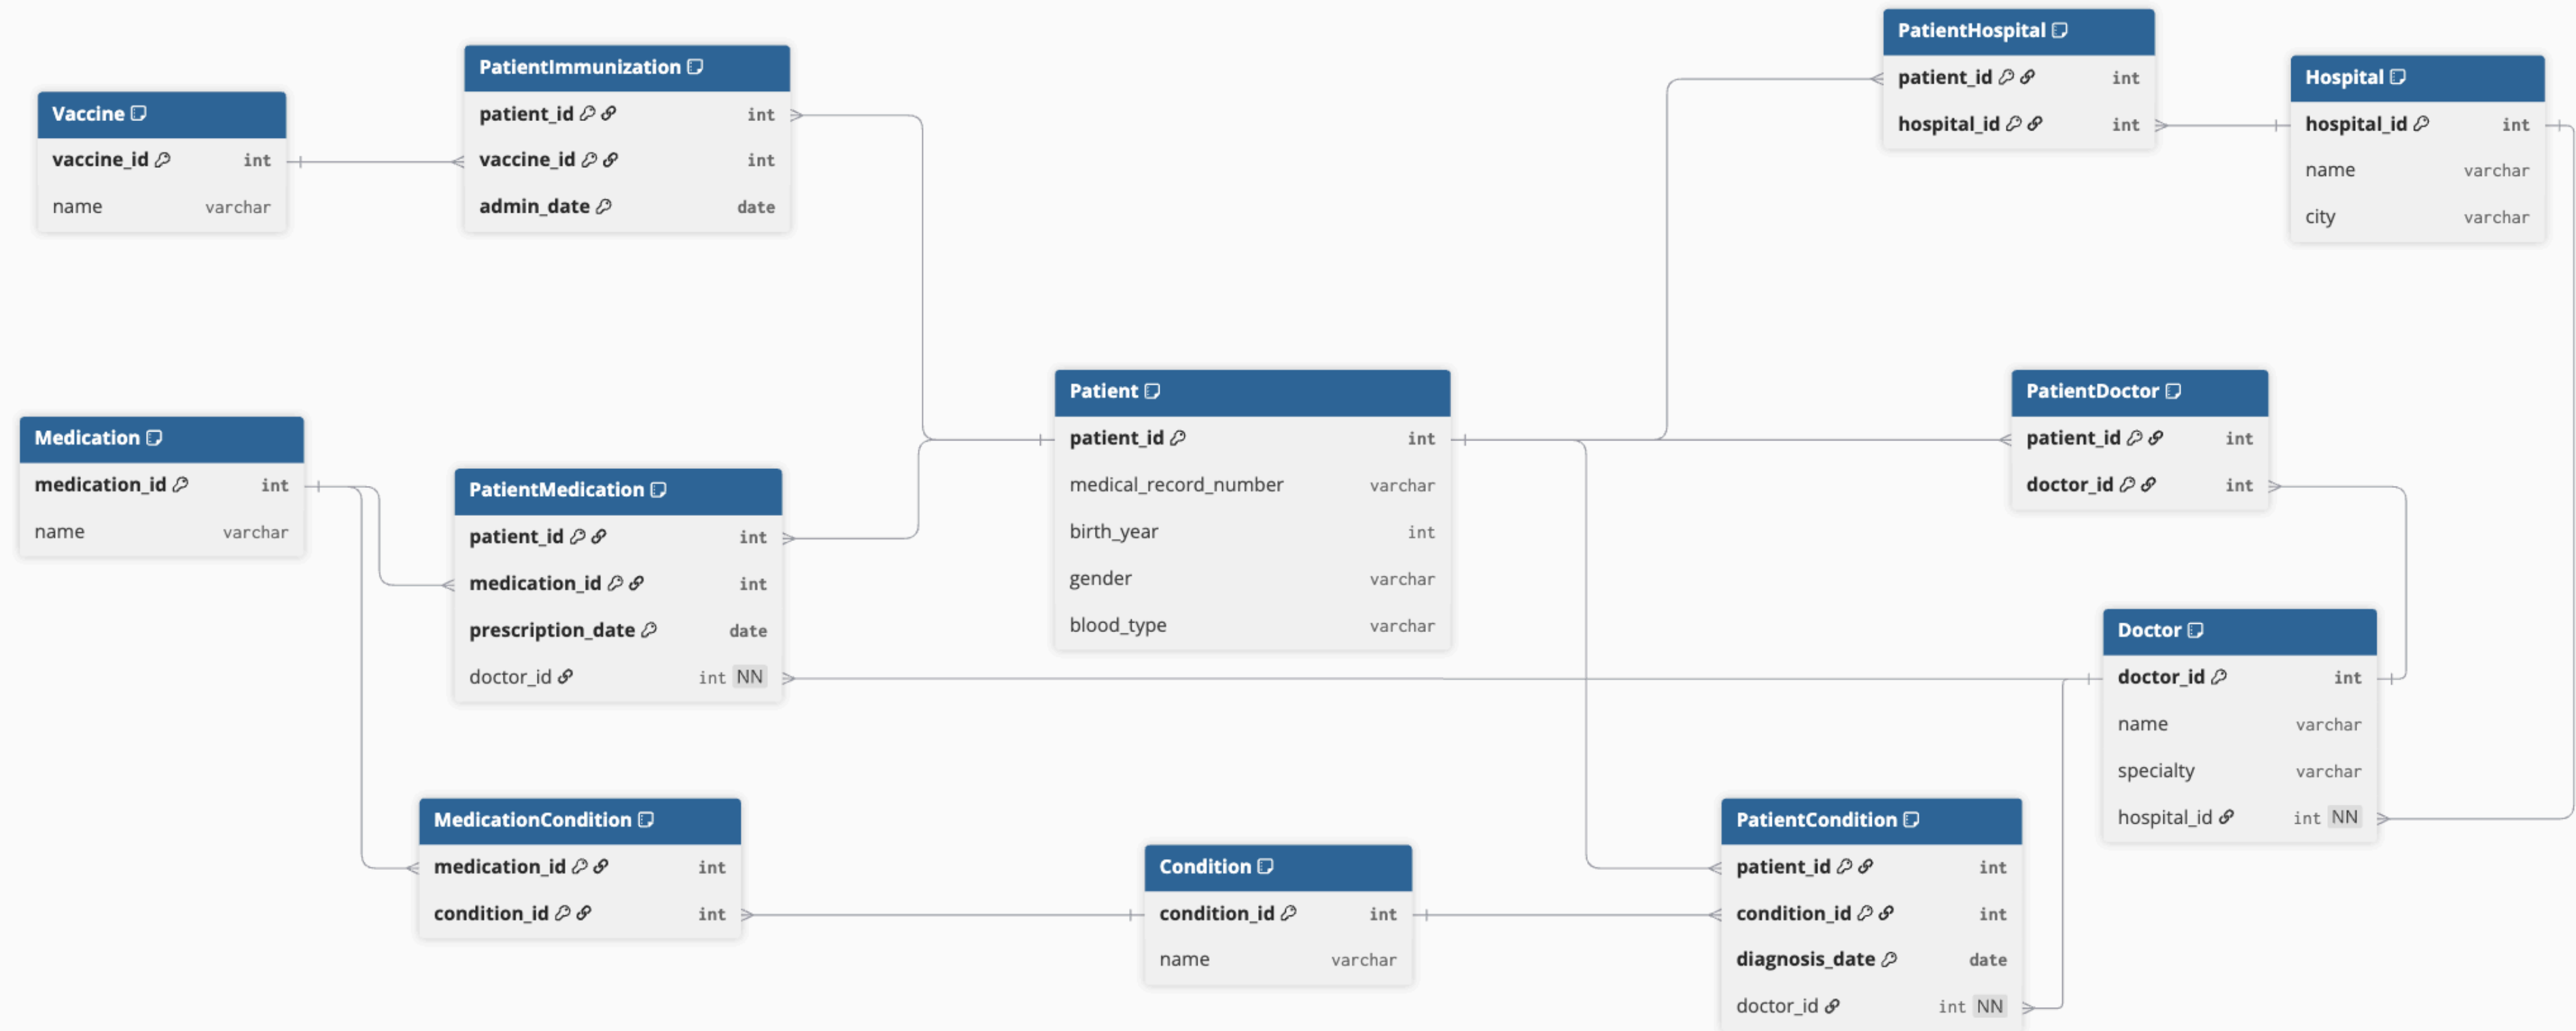 Vaccine
vaccine_id int
name varchar
PatientImmunization
patient_id int
vaccine_id int
admin_date date
PatientHospital
patient_id int
hospital_id int
Hospital
hospital_id int
name varchar
city varchar
Medication
medication_id int
name varchar
PatientMedication
patient_id int
medication_id int
prescription_date date
doctor_id int NN
Patient
patient_id int
medical_record_number varchar
birth_year int
gender varchar
blood_type varchar
PatientDoctor
patient_id int
doctor_id int
Doctor
doctor_id int
name varchar
specialty varchar
hospital_id int NN
MedicationCondition
medication_id int
condition_id int
Condition
condition_id int
name varchar
PatientCondition
patient_id int
condition_id int
diagnosis_date date
doctor_id int NN